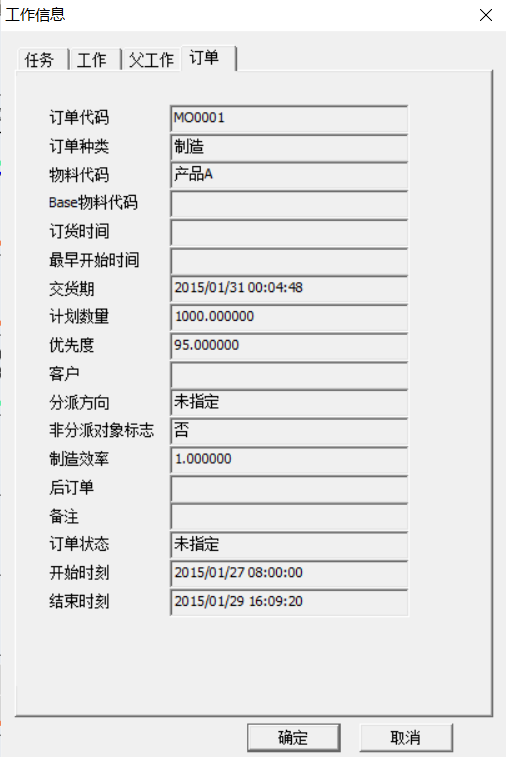 工作信息
任务 工作 父工作 订单
订单代码 MO0001
订单种类 制造
物料代码 产品A
Base物料代码
订货时间
最早开始时间
交货期 2015/01/31 00:04:48
计划数量 1000.000000
优先度 95.000000
客户
分派方向 未指定
非分派对象标志 否
制造效率 1.000000
后订单
备注
订单状态 未指定
开始时刻 2015/01/27 08:00:00
结束时刻 2015/01/29 16:09:20
确定 取消